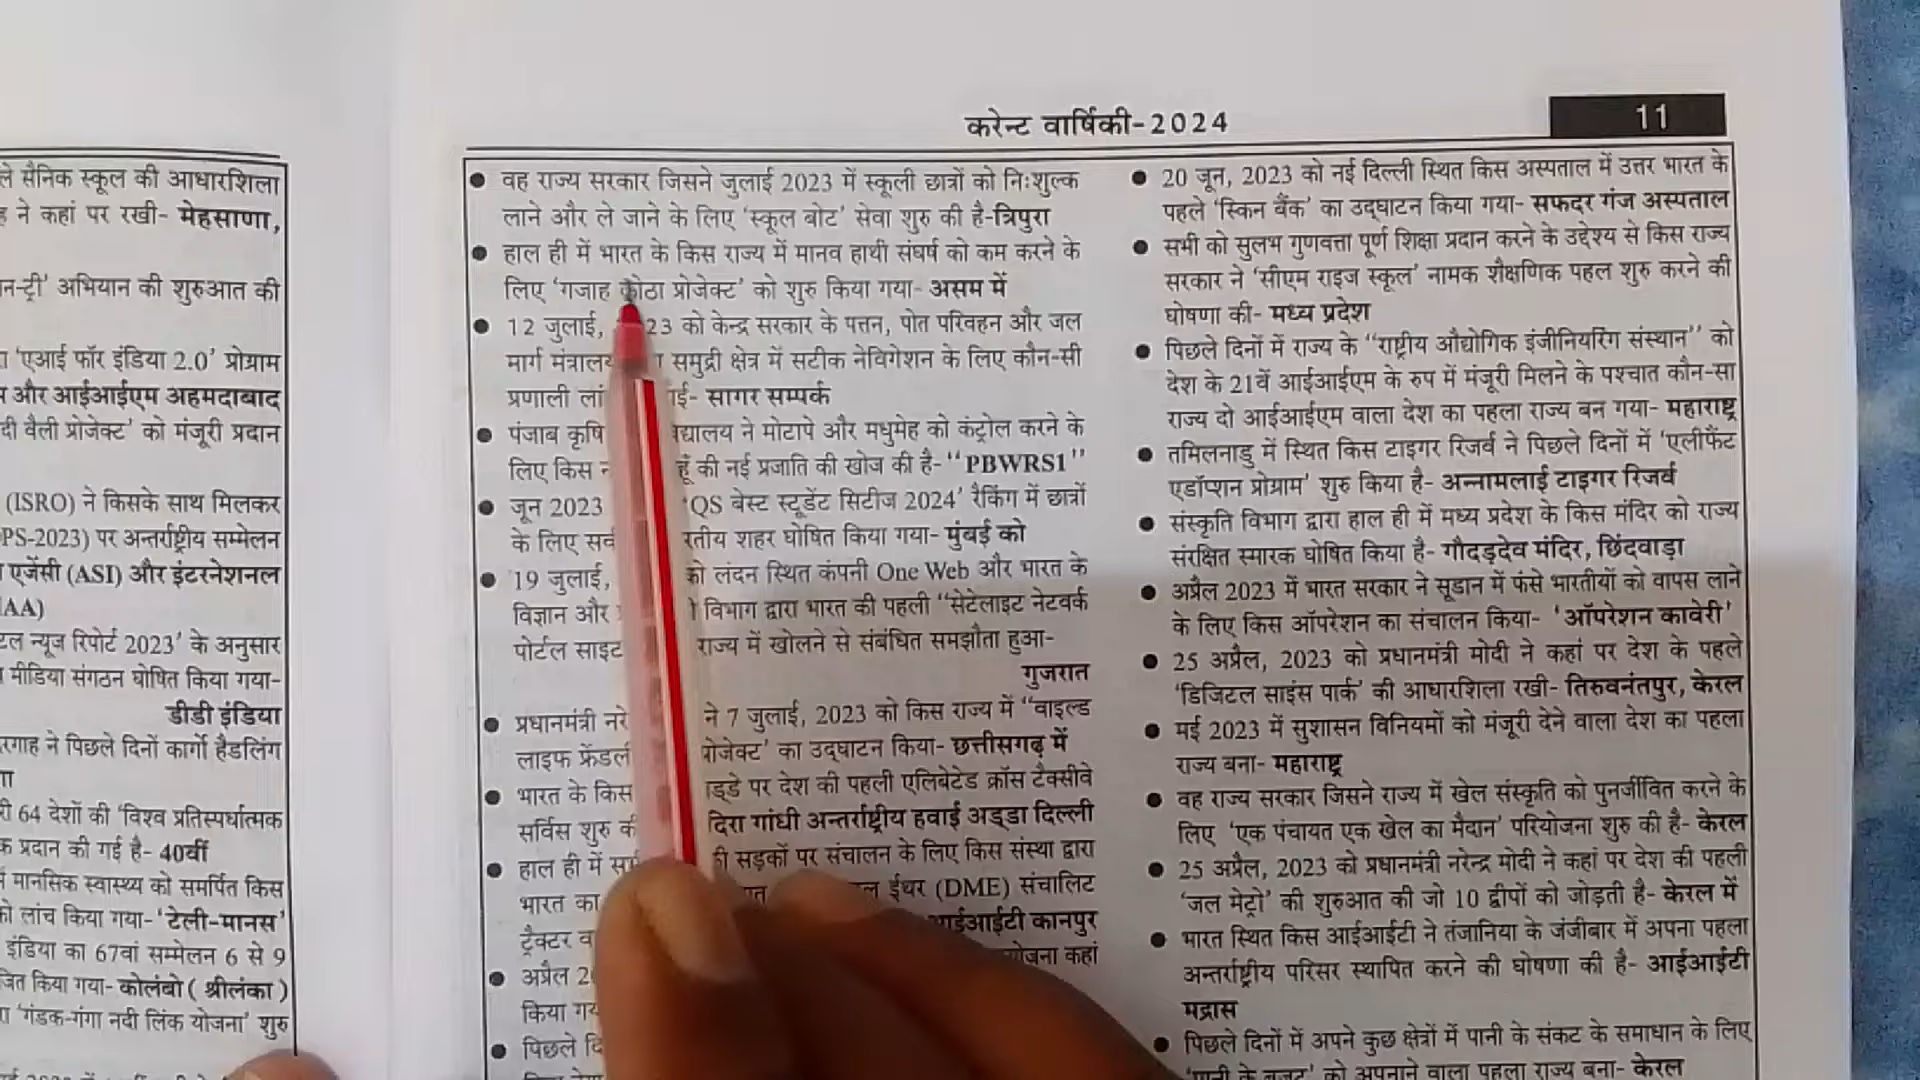 ले सैनिक स्कूल की आधारशिला
ने कहां पर रखी- मेहसाणा,
अभियान की शुरुआत की
'एआई फॉर इंडिया 2.0' प्रोग्राम
और आईआईएम अहमदाबाद
वैली प्रोजेक्ट' को मंजूरी प्रदान
(ISRO) ने किसके साथ मिलकर
PS-2023) पर अन्तर्राष्ट्रीय सम्मेलन
एजेंसी (ASI) और इंटरनेशनल
AA)
न्यूज रिपोर्ट 2023' के अनुसार
मीडिया संगठन घोषित किया गया-
डीडी इंडिया
ने पिछले दिनों कार्गो हैडलिंग
64 देशों की 'विश्व प्रतिस्पर्धात्मक
प्रदान की गई है- 40वीं
मानसिक स्वास्थ्य को समर्पित किस
को लांच किया गया- 'टेली-मानस'
इंडिया का 67वां सम्मेलन 6 से 9
किया गया- कोलंबो ( श्रीलंका )
'गंडक-गंगा नदी लिंक योजना' शुरु
करेन्ट वार्षिकी-2024
11
● वह राज्य सरकार जिसने जुलाई 2023 में स्कूली छात्रों को निःशुल्क
लाने और ले जाने के लिए 'स्कूल बोट' सेवा शुरु की है-त्रिपुरा
● हाल ही में भारत के किस राज्य में मानव हाथी संघर्ष को कम करने के
लिए 'गजाह कोठा प्रोजेक्ट' को शुरु किया गया- असम में
● 12 जुलाई, 23 को केन्द्र सरकार के पत्तन, पोत परिवहन और जल
मार्ग मंत्रालय समुद्री क्षेत्र में सटीक नेविगेशन के लिए कौन-सी
प्रणाली लां ई- सागर सम्पर्क
● पंजाब कृषि द्यालय ने मोटापे और मधुमेह को कंट्रोल करने के
लिए किस की नई प्रजाति की खोज की है- "PBWRS1"
● जून 2023 'QS बेस्ट स्टूडेंट सिटीज 2024' रैकिंग में छात्रों
के लिए सर्व रतीय शहर घोषित किया गया- मुंबई को
● 19 जुलाई, को लंदन स्थित कंपनी One Web और भारत के
विज्ञान और विभाग द्वारा भारत की पहली "सेटेलाइट नेटवर्क
पोर्टल साइट राज्य में खोलने से संबंधित समझौता हुआ-
गुजरात
● प्रधानमंत्री नरे ने 7 जुलाई, 2023 को किस राज्य में "वाइल्ड
लाइफ फ्रेंडली रोजेक्ट' का उद्घाटन किया- छत्तीसगढ़ में
● भारत के किस ड्डे पर देश की पहली एलिबेटेड क्रॉस टैक्सीवे
सर्विस शुरु की दिरा गांधी अन्तर्राष्ट्रीय हवाई अड्डा दिल्ली
● हाल ही में सड़कों पर संचालन के लिए किस संस्था द्वारा
भारत का ल ईथर (DME) संचालित
ट्रैक्टर आईआईटी कानपुर
● अप्रैल 2 योजना कहां
किया गय
● पिछले दि
● 20 जून, 2023 को नई दिल्ली स्थित किस अस्पताल में उत्तर भारत के
पहले 'स्किन बैंक' का उद्घाटन किया गया- सफदर गंज अस्पताल
● सभी को सुलभ गुणवत्ता पूर्ण शिक्षा प्रदान करने के उद्देश्य से किस राज्य
सरकार ने 'सीएम राइज स्कूल' नामक शैक्षणिक पहल शुरु करने की
घोषणा की- मध्य प्रदेश
● पिछले दिनों में राज्य के "राष्ट्रीय औद्योगिक इंजीनियरिंग संस्थान" को
देश के 21वें आईआईएम के रुप में मंजूरी मिलने के पश्चात कौन-सा
राज्य दो आईआईएम वाला देश का पहला राज्य बन गया- महाराष्ट्र
● तमिलनाडु में स्थित किस टाइगर रिजर्व ने पिछले दिनों में 'एलीफैंट
एडॉप्शन प्रोग्राम' शुरु किया है- अन्नामलाई टाइगर रिजर्व
● संस्कृति विभाग द्वारा हाल ही में मध्य प्रदेश के किस मंदिर को राज्य
संरक्षित स्मारक घोषित किया है- गौदड़देव मंदिर, छिंदवाड़ा
● अप्रैल 2023 में भारत सरकार ने सूडान में फंसे भारतीयों को वापस लाने
के लिए किस ऑपरेशन का संचालन किया- 'ऑपरेशन कावेरी'
● 25 अप्रैल, 2023 को प्रधानमंत्री मोदी ने कहां पर देश के पहले
'डिजिटल साइंस पार्क' की आधारशिला रखी- तिरुवनंतपुर, केरल
● मई 2023 में सुशासन विनियमों को मंजूरी देने वाला देश का पहला
राज्य बना- महाराष्ट्र
● वह राज्य सरकार जिसने राज्य में खेल संस्कृति को पुनर्जीवित करने के
लिए 'एक पंचायत एक खेल का मैदान' परियोजना शुरु की है- केरल
● 25 अप्रैल, 2023 को प्रधानमंत्री नरेन्द्र मोदी ने कहां पर देश की पहली
'जल मेट्रो' की शुरुआत की जो 10 द्वीपों को जोड़ती है- केरल में
● भारत स्थित किस आईआईटी ने तंजानिया के जंजीबार में अपना पहला
अन्तर्राष्ट्रीय परिसर स्थापित करने की घोषणा की है- आईआईटी
मद्रास
● पिछले दिनों में अपने कुछ क्षेत्रों में पानी के संकट के समाधान के लिए
'पानी के बजट' को अपनाने वाला पहला राज्य बना- केरल